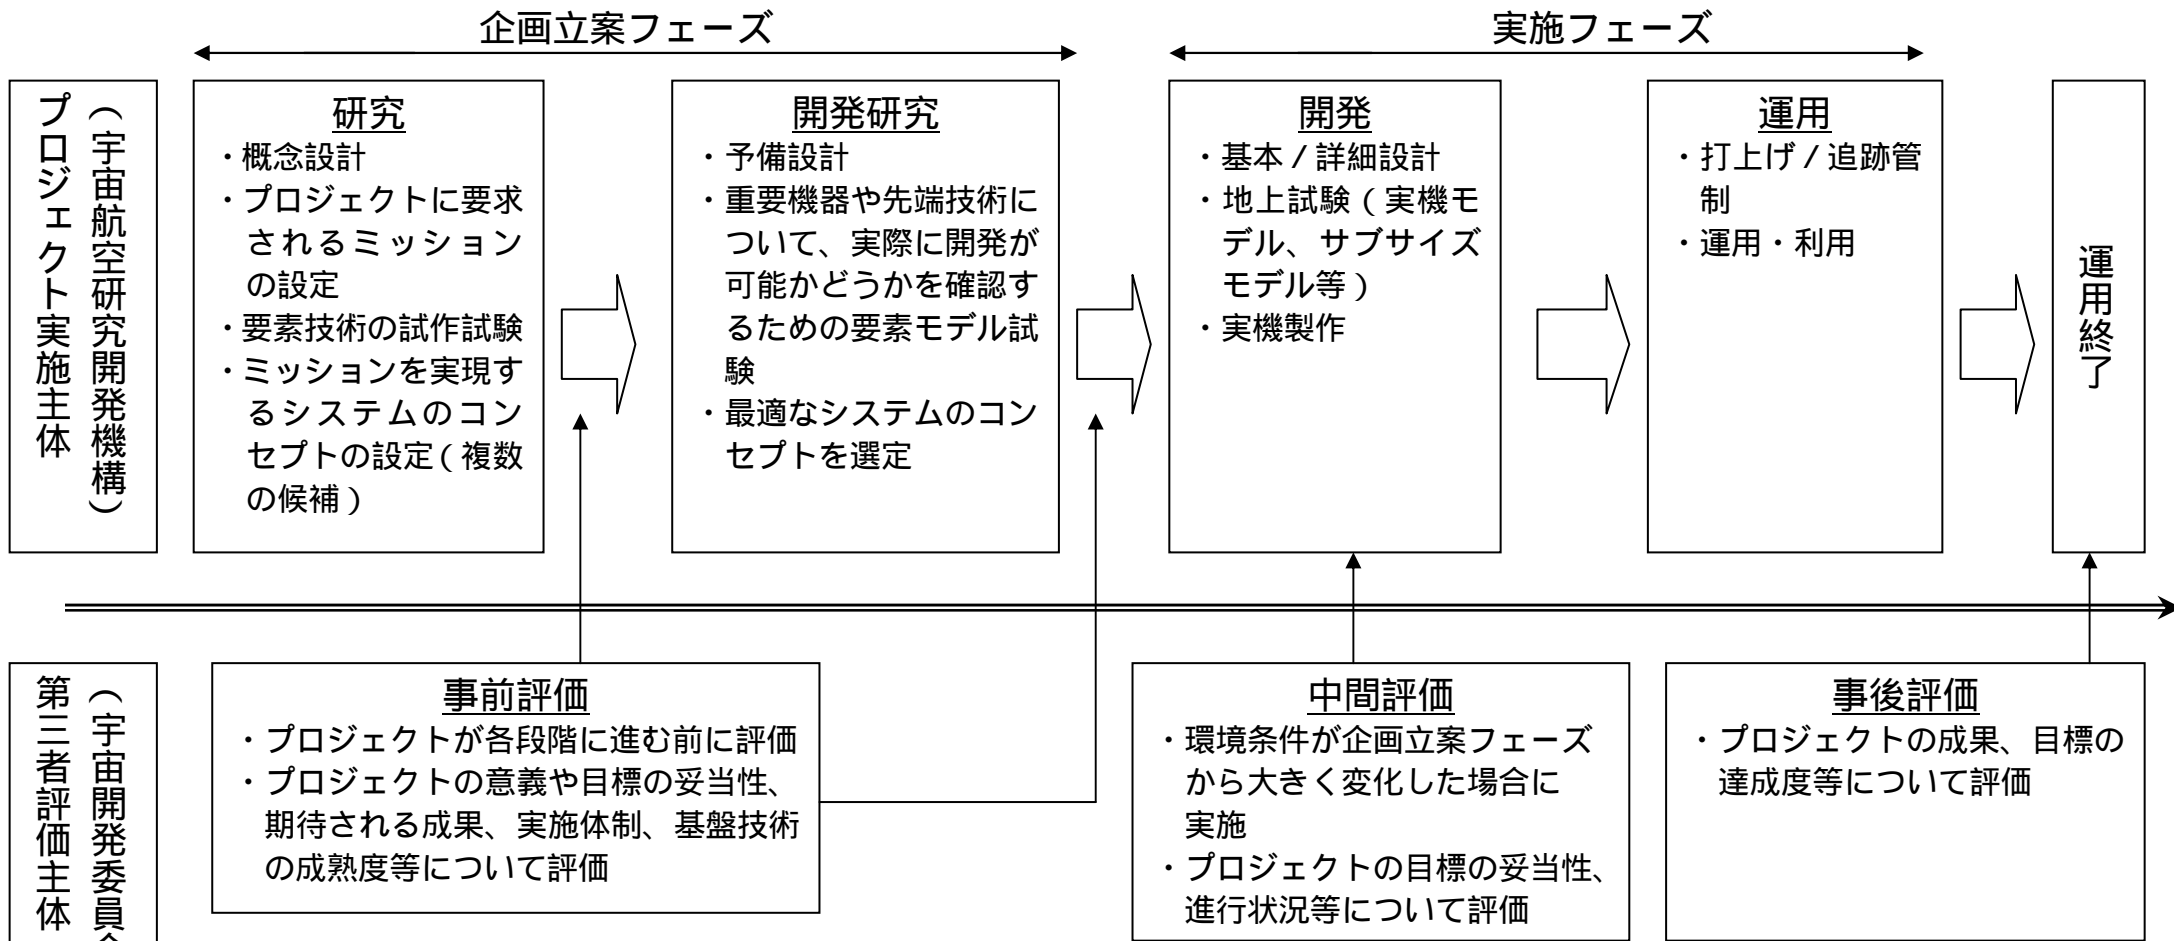 企画立案フェーズ
実施フェーズ
プロジェクト実施主体
（宇宙航空研究開発機構）
研究
・概念設計
・プロジェクトに要求
されるミッション
の設定
・要素技術の試作試験
・ミッションを実現す
るシステムのコン
セプトの設定（複数
の候補）
開発研究
・予備設計
・重要機器や先端技術に
ついて、実際に開発が
可能かどうかを確認す
るための要素モデル試
験
・最適なシステムのコン
セプトを選定
開発
・基本／詳細設計
・地上試験（実機モ
デル、サブサイズ
モデル等）
・実機製作
運用
・打上げ／追跡管
制
・運用・利用
運用終了
第三者評価主体
（宇宙開発委員
事前評価
・プロジェクトが各段階に進む前に評価
・プロジェクトの意義や目標の妥当性、
期待される成果、実施体制、基盤技術
の成熟度等について評価
中間評価
・環境条件が企画立案フェーズ
から大きく変化した場合に
実施
・プロジェクトの目標の妥当性、
進行状況等について評価
事後評価
・プロジェクトの成果、目標の
達成度等について評価